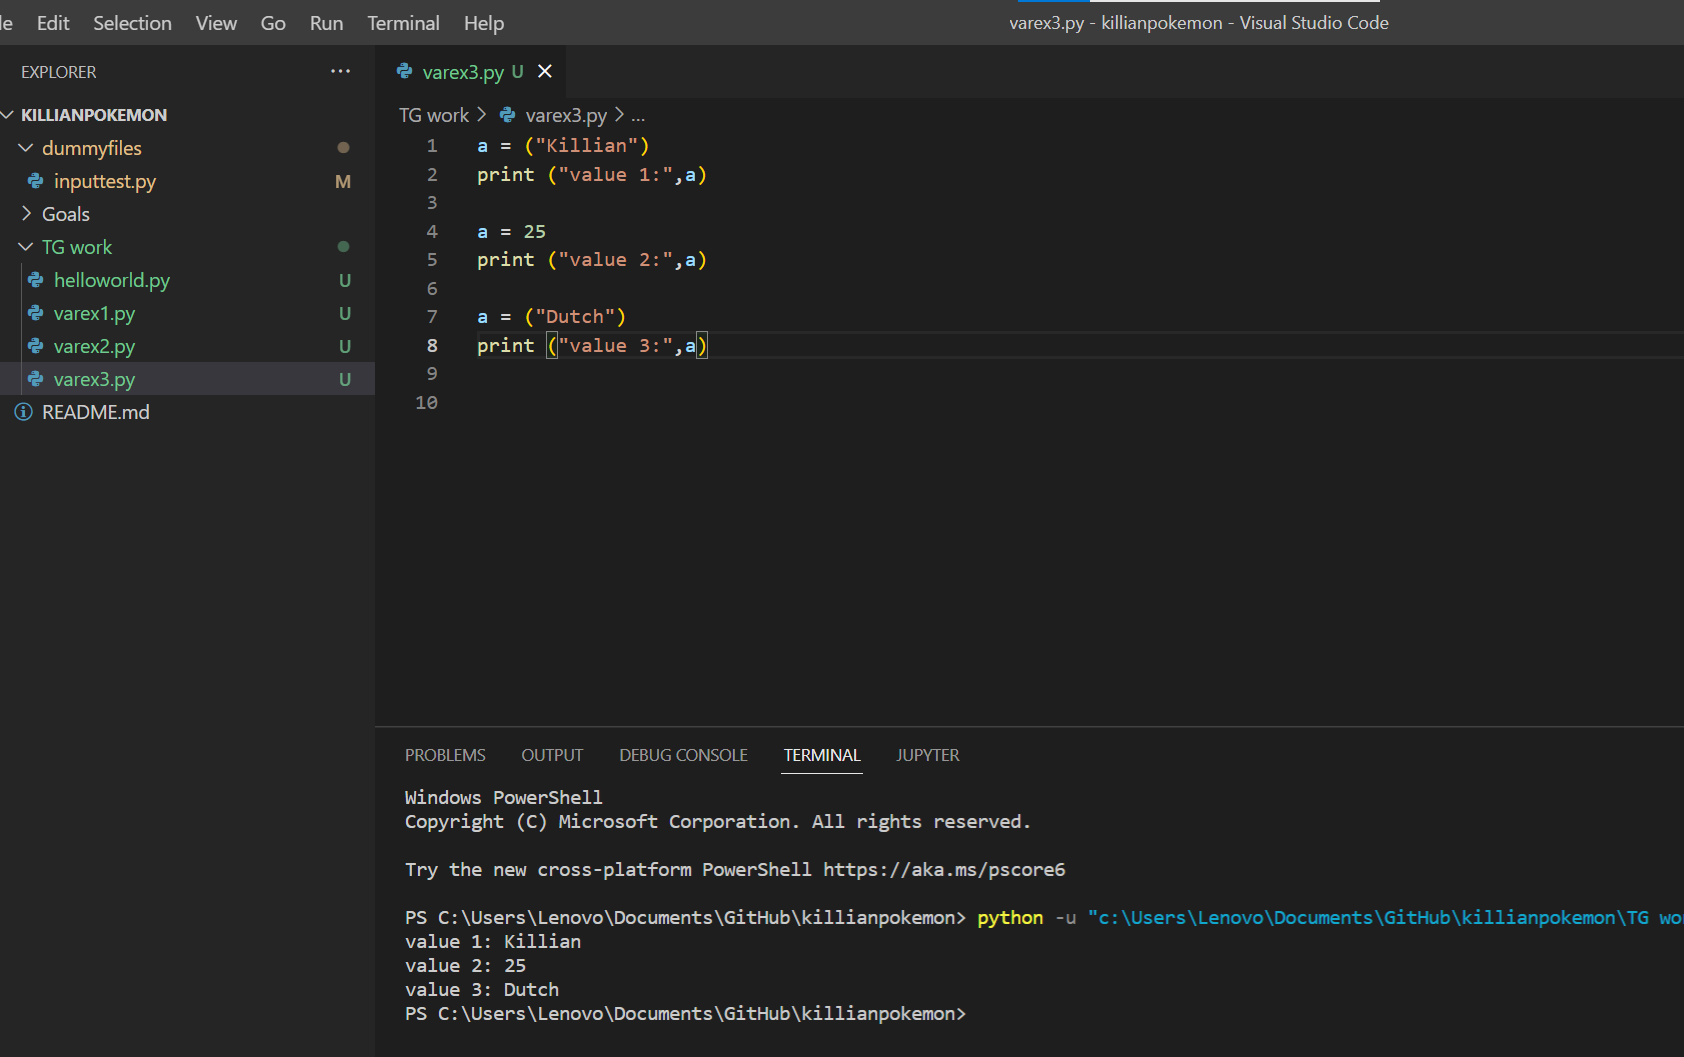 Edit Selection View Go Run Terminal Help
varex3.py - killianpokemon - Visual Studio Code
EXPLORER ···
KILLIANPOKEMON
dummyfiles
inputtest.py M
Goals
TG work
helloworld.py U
varex1.py U
varex2.py U
varex3.py U
README.md
varex3.py U
TG work > varex3.py > ...
1 a = ("Killian")
2 print ("value 1:",a)
3
4 a = 25
5 print ("value 2:",a)
6
7 a = ("Dutch")
8 print ("value 3:",a)
9
10
PROBLEMS OUTPUT DEBUG CONSOLE TERMINAL JUPYTER
Windows PowerShell
Copyright (C) Microsoft Corporation. All rights reserved.
Try the new cross-platform PowerShell https://aka.ms/pscore6
PS C:\Users\Lenovo\Documents\GitHub\killianpokemon> python -u "c:\Users\Lenovo\Documents\GitHub\killianpokemon\TG
value 1: Killian
value 2: 25
value 3: Dutch
PS C:\Users\Lenovo\Documents\GitHub\killianpokemon>